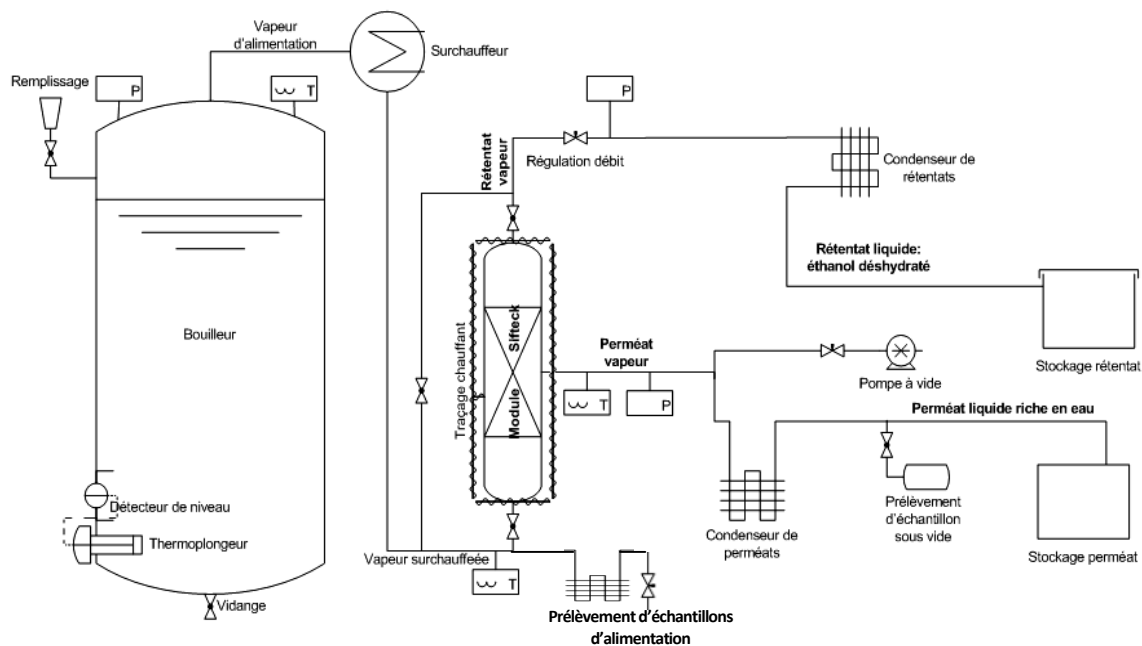 Vapeur
d'alimentation
Surchauffeur
Remplissage
P
T
P
Rétentat
vapeur
Régulation débit
Condenseur de
rétentats
Rétentat liquide:
éthanol déshydraté
Bouilleur
Traçage chauffant
Module Sifteck
Perméat
vapeur
Pompe à vide
Stockage rétentat
T
P
Perméat liquide riche en eau
Détecteur de niveau
Thermoplongeur
Prélèvement
d'échantillon
sous vide
Condenseur de
perméats
Stockage perméat
Vapeur surchauffeée
T
Vidange
Prélèvement d'échantillons
d'alimentation